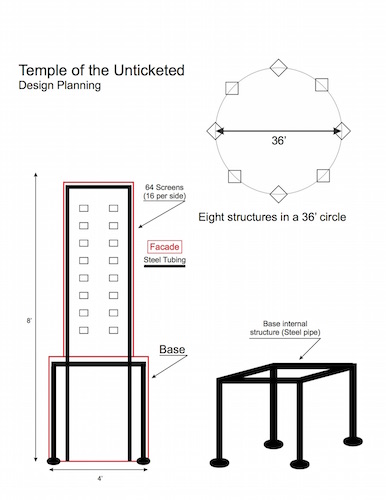 Temple of the Unticketed
Design Planning
36’
Eight structures in a 36’ circle
64 Screens
(16 per side)
Facade
Steel Tubing
8’
Base
4’
Base internal
structure (Steel pipe)